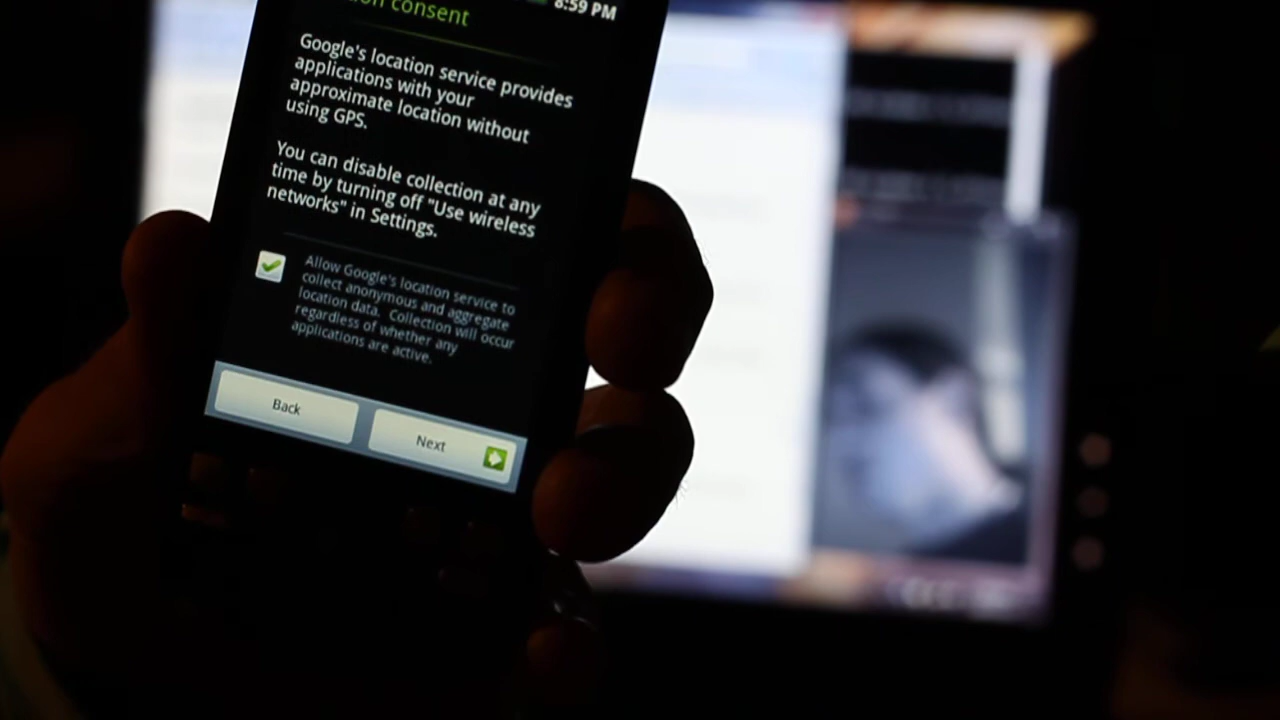 8:59 PM
consent
Google's location service provides
applications with your
approximate location without
using GPS.
You can disable collection at any
time by turning off "Use wireless
networks" in Settings.
Allow Google's location service to
collect anonymous and aggregate
location data. Collection will occur
regardless of whether any
applications are active.
Back
Next